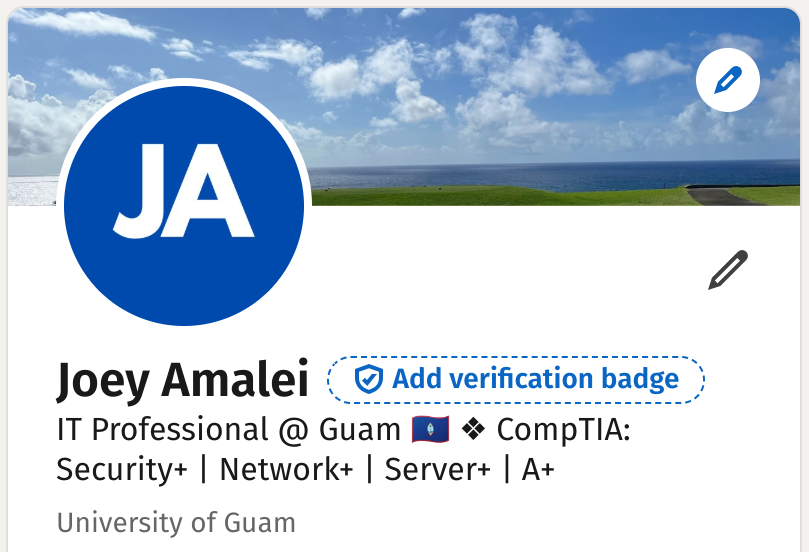 JA
Joey Amalei
Add verification badge
IT Professional @ Guam 🇬🇺 ❖ CompTIA:
Security+ | Network+ | Server+ | A+
University of Guam